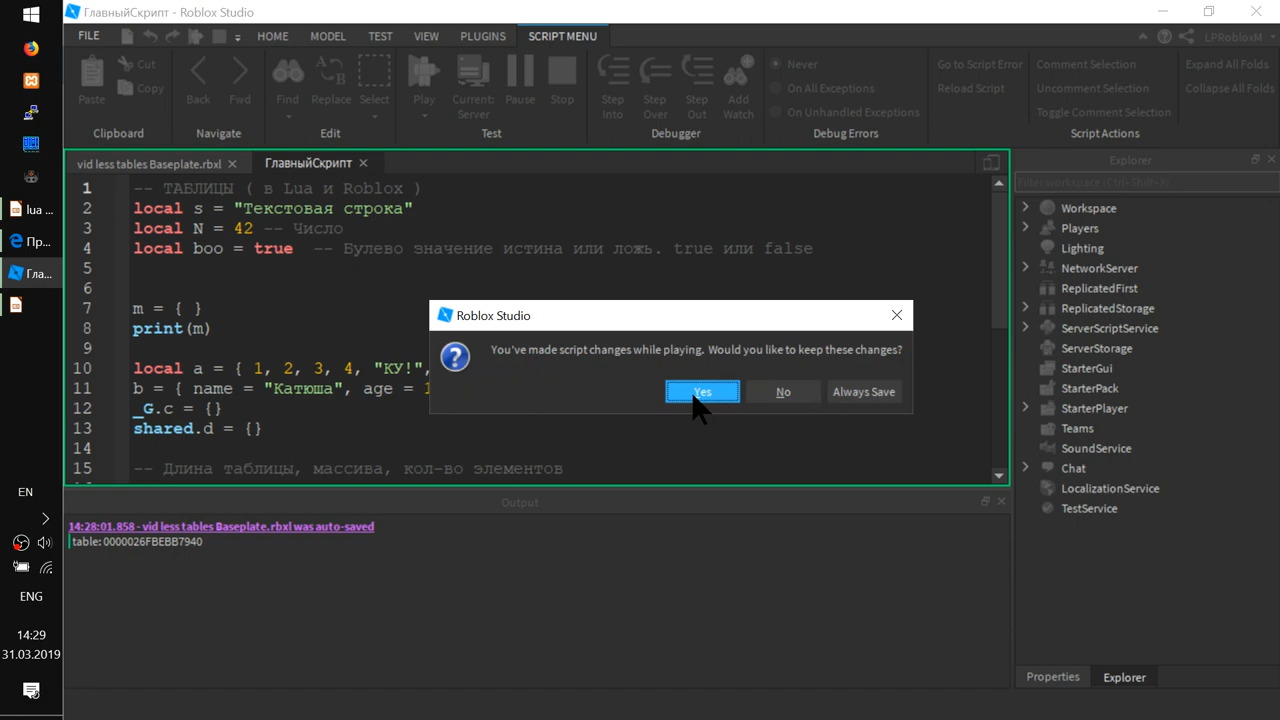 ГлавныйСкрипт - Roblox Studio
FILE HOME MODEL TEST VIEW PLUGINS SCRIPT MENU LPRobloxM
Paste Cut Copy Back Fwd Find Replace Select Play Current: Server Pause Stop Step Into Step Over Step Out Add Watch
Never
On All Exceptions
On Unhandled Exceptions
Go to Script Error
Reload Script
Comment Selection
Uncomment Selection
Toggle Comment Selection
Expand All Folds
Collapse All Folds
Clipboard Navigate Edit Test Debugger Debug Errors Script Actions
vid less tables Baseplate.rbxl ГлавныйСкрипт
1 -- ТАБЛИЦЫ ( в Lua и Roblox )
2 local s = "Текстовая строка"
3 local N = 42 -- Число
4 local boo = true -- Булево значение истина или ложь. true или false
5
6
7 m = { }
8 print(m)
9
10 local a = { 1, 2, 3, 4, "КУ!",
11 b = { name = "Катюша", age = 1
12 _G.c = {}
13 shared.d = {}
14
15 -- Длина таблицы, массива, кол-во элементов
Roblox Studio
You've made script changes while playing. Would you like to keep these changes?
Yes No Always Save
Output
14:28:01.858 - vid less tables Baseplate.rbxl was auto-saved
table: 0000026FBEBB7940
Explorer
Filter workspace (Ctrl+Shift+X)
Workspace
Players
Lighting
NetworkServer
ReplicatedFirst
ReplicatedStorage
ServerScriptService
ServerStorage
StarterGui
StarterPack
StarterPlayer
Teams
SoundService
Chat
LocalizationService
TestService
Properties Explorer
lua ...
Пр...
Гла...
EN
ENG
14:29
31.03.2019